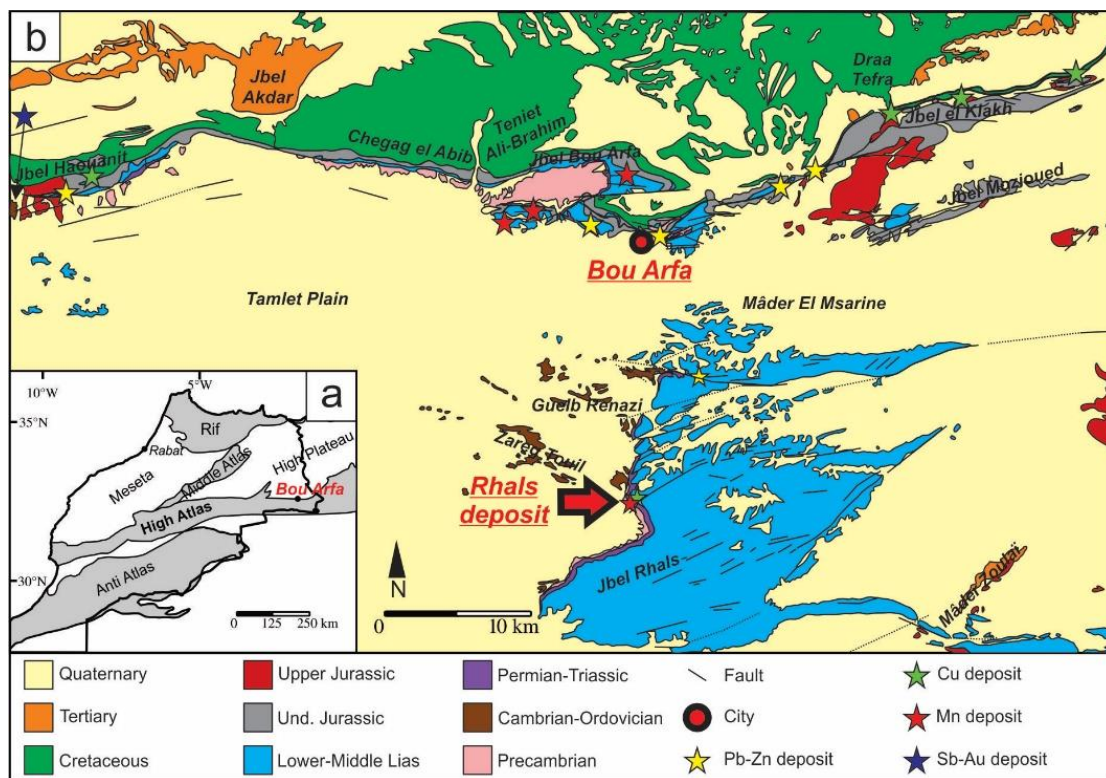 b
Jbel
Akdar
Draa
Tefra
Teniet
Ali-Brahim
Chegag el Abib
Jbel el Klakh
Jbel Haouanit
Jbel Bou Arfa
Jbel Mozioued
Bou Arfa
Tamlet Plain
Mâder El Msarine
a
10°W
5°W
35°N
Rif
Rabat
Meseta
Middle Atlas
High Plateau
Bou Arfa
High Atlas
30°N
Anti Atlas
0 125 250 km
Guelb Renazi
Zareg Touil
Rhals
deposit
Jbel Rhals
Mâder Zoulaï
N
0 10 km
Quaternary
Upper Jurassic
Permian-Triassic
Fault
Cu deposit
Tertiary
Und. Jurassic
Cambrian-Ordovician
City
Mn deposit
Cretaceous
Lower-Middle Lias
Precambrian
Pb-Zn deposit
Sb-Au deposit